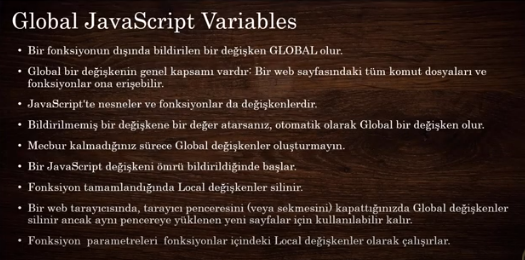 Global JavaScript Variables
• Bir fonksiyonun dışında bildirilen bir değişken GLOBAL olur.
• Global bir değişkenin genel kapsamı vardır: Bir web sayfasındaki tüm komut dosyaları ve
fonksiyonlar ona erişebilir.
• JavaScript'te nesneler ve fonksiyonlar da değişkenlerdir.
• Bildirilmemiş bir değişkene bir değer atarsanız, otomatik olarak Global bir değişken olur.
• Mecbur kalmadığınız sürece Global değişkenler oluşturmayın.
• Bir JavaScript değişkeni ömrü bildirildiğinde başlar.
• Fonksiyon tamamlandığında Local değişkenler silinir.
• Bir web tarayıcısında, tarayıcı penceresini (veya sekmesini) kapattığınızda Global değişkenler
silinir ancak aynı pencereye yüklenen yeni sayfalar için kullanılabilir kalır.
• Fonksiyon parametreleri fonksiyonlar içindeki Local değişkenler olarak çalışırlar.